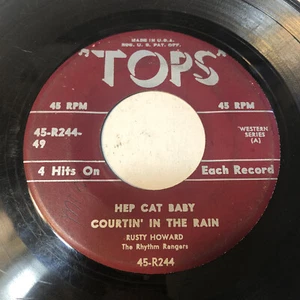 MADE IN U.S.A.
REG. U. S. PAT. OFF.
"TOPS"
45 RPM
45 RPM
45-R244-
49
"WESTERN
SERIES
(A)
4 Hits On
Each Record
HEP CAT BABY
COURTIN' IN THE RAIN
RUSTY HOWARD
The Rhythm Rangers
45-R244